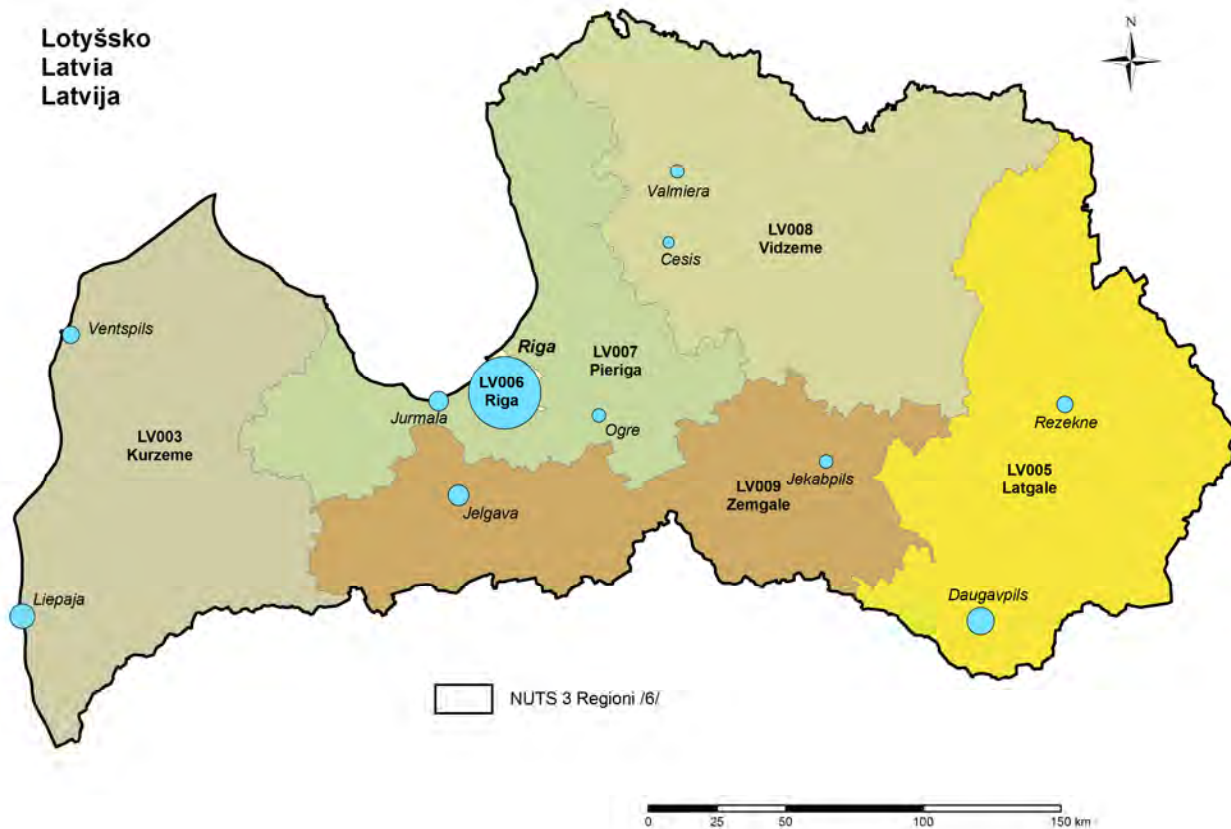 Lotyšsko
Latvia
Latvija
N
Valmiera
LV008
Vidzeme
Cesis
Ventspils
Riga
LV007
Pieriga
LV006
Riga
Jurmala
Ogre
Rezekne
LV003
Kurzeme
Jekabpils
LV005
Latgale
LV009
Zemgale
Jelgava
Liepaja
Daugavpils
NUTS 3 Regioni /6/
0 25 50 100 150 km